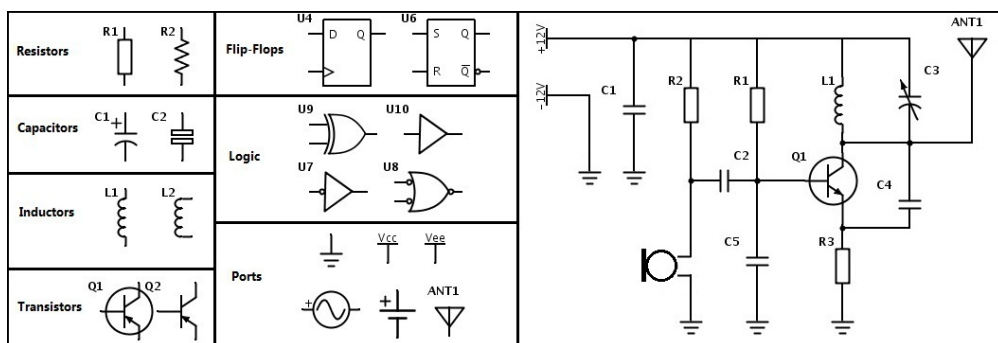 Resistors
R1
R2
Capacitors
C1
+
C2
Inductors
L1
L2
Transistors
Q1
Q2
Flip-Flops
U4
D Q
U6
S Q
R Q
Logic
U9
U10
U7
U8
Ports
Vcc
Vee
+
+
ANT1
+12V
-12V
C1
R2
R1
L1
C3
ANT1
C2
Q1
C4
C5
R3